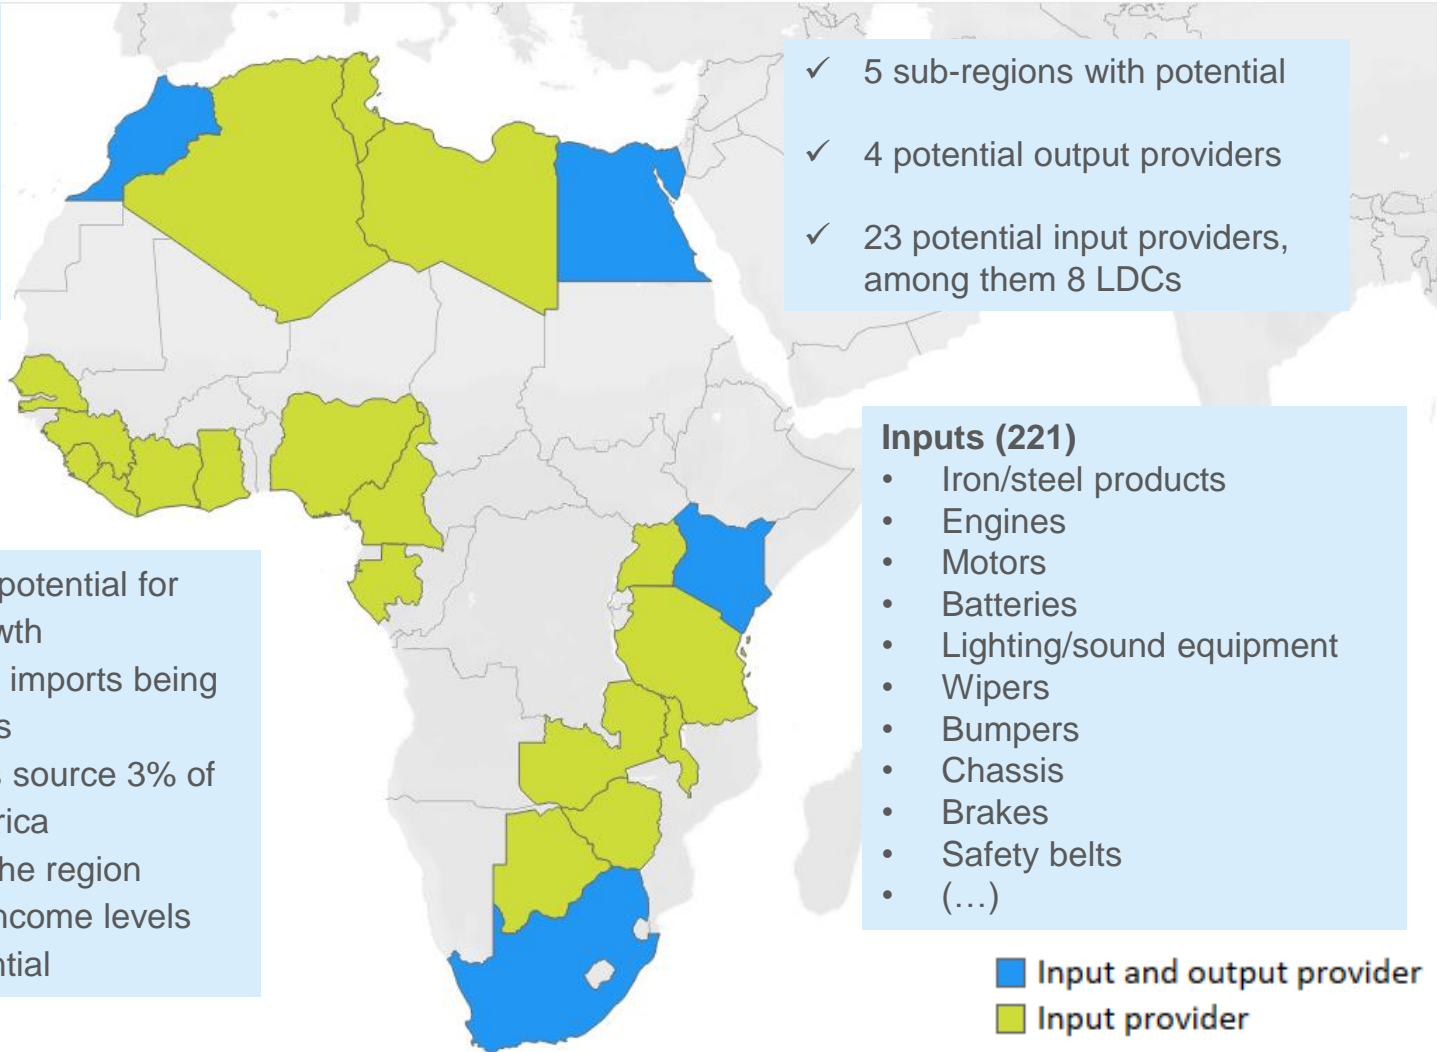 ✓ 5 sub-regions with potential
✓ 4 potential output providers
✓ 23 potential input providers,
among them 8 LDCs
Inputs (221)
• Iron/steel products
• Engines
• Motors
• Batteries
• Lighting/sound equipment
• Wipers
• Bumpers
• Chassis
• Brakes
• Safety belts
• (…)
potential for
wth
imports being
s
s source 3% of
rica
he region
ncome levels
ntial
Input and output provider
Input provider